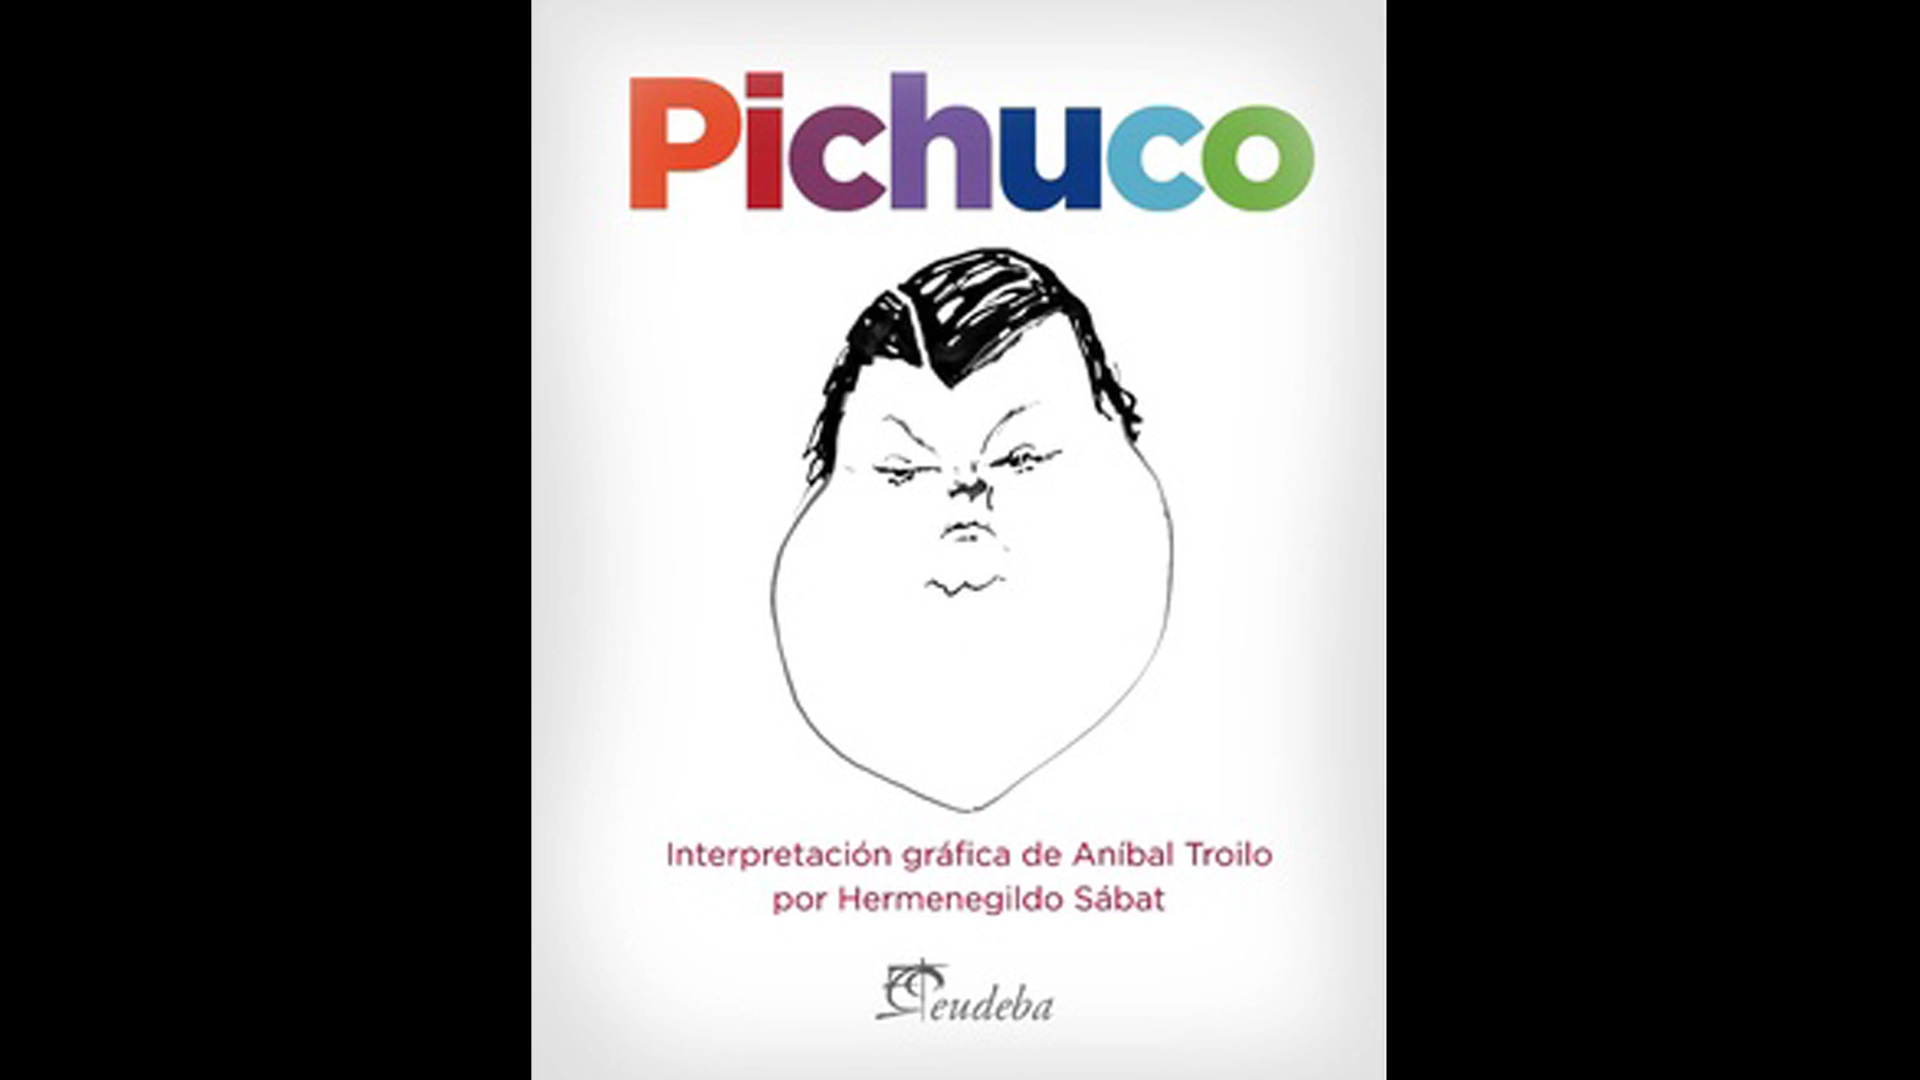 Pichuco
Interpretación gráfica de Aníbal Troilo
por Hermenegildo Sábat
eudeba